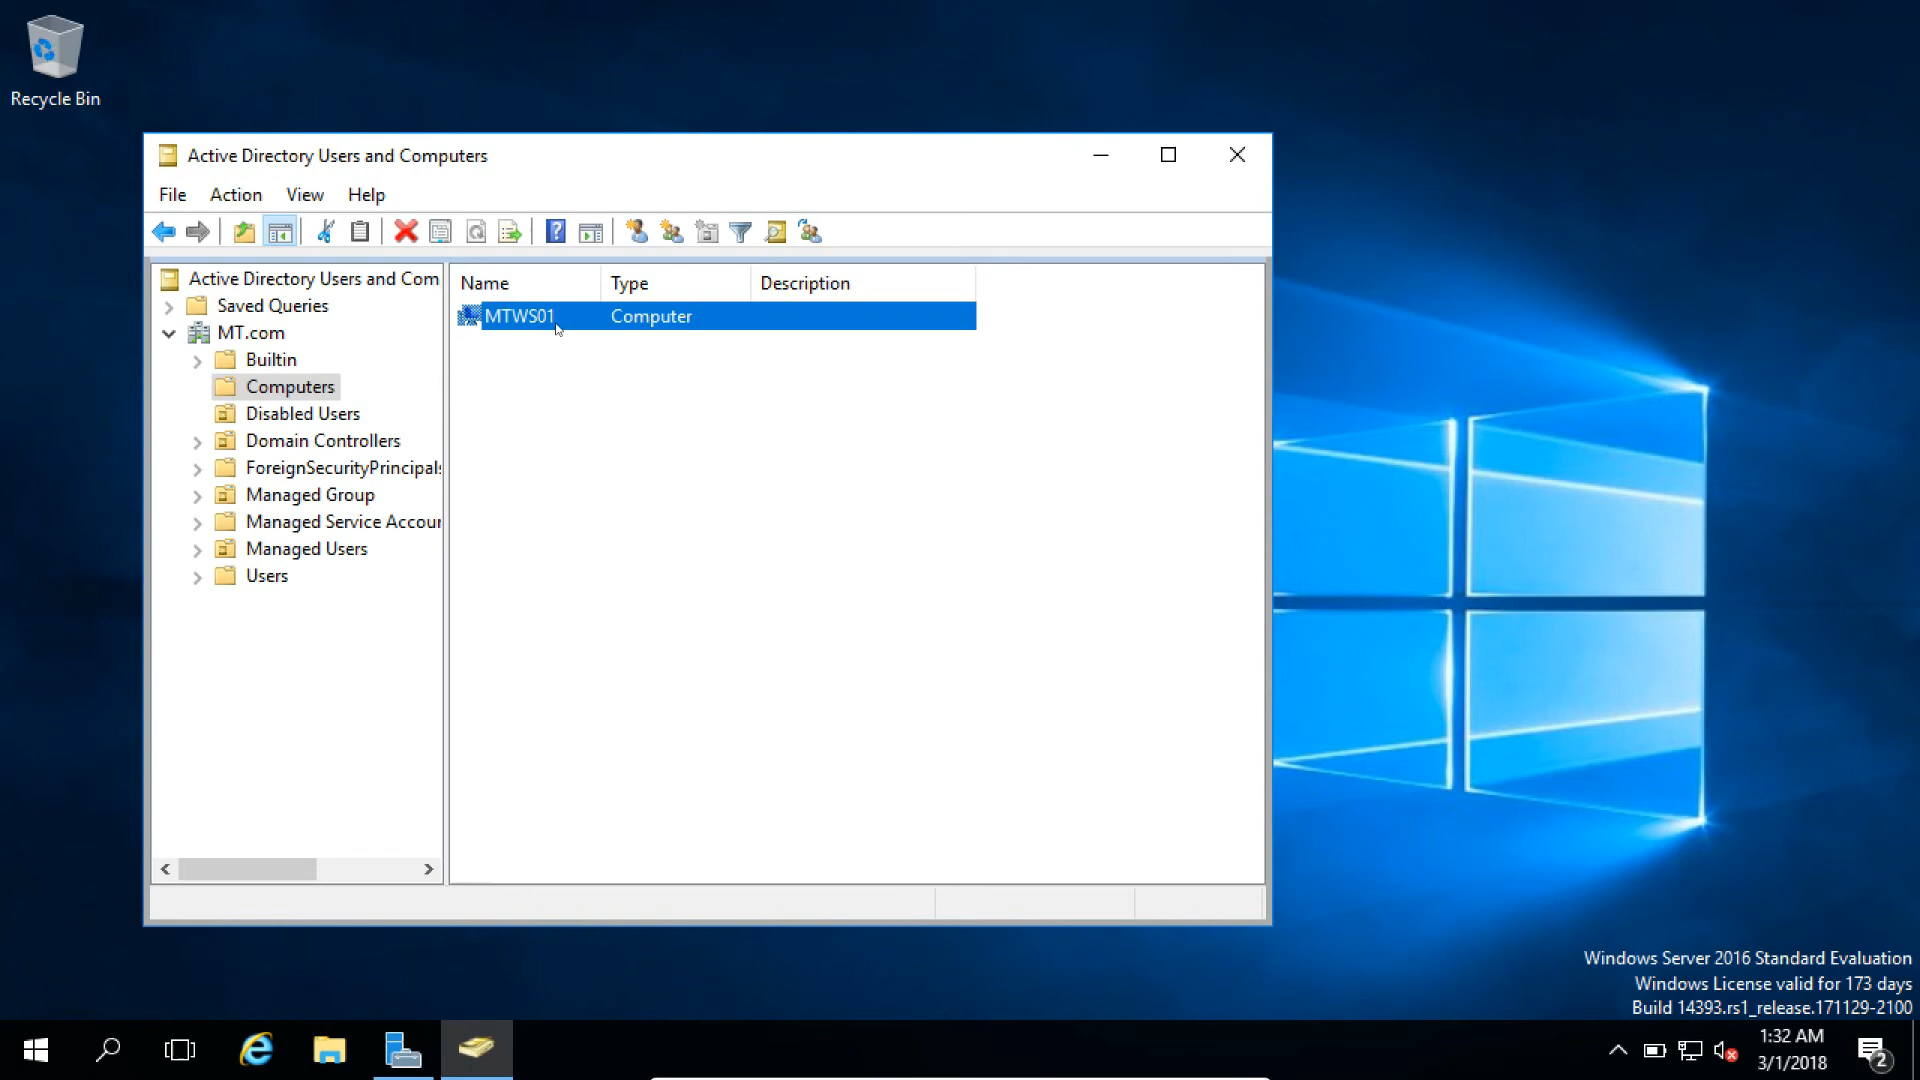 Recycle Bin
Active Directory Users and Computers
File Action View Help
Active Directory Users and Com
Saved Queries
MT.com
Builtin
Computers
Disabled Users
Domain Controllers
ForeignSecurityPrincipals
Managed Group
Managed Service Accour
Managed Users
Users
Name Type Description
MTWS01 Computer
Windows Server 2016 Standard Evaluation
Windows License valid for 173 days
Build 14393.rs1_release.171129-2100
1:32 AM
3/1/2018
2